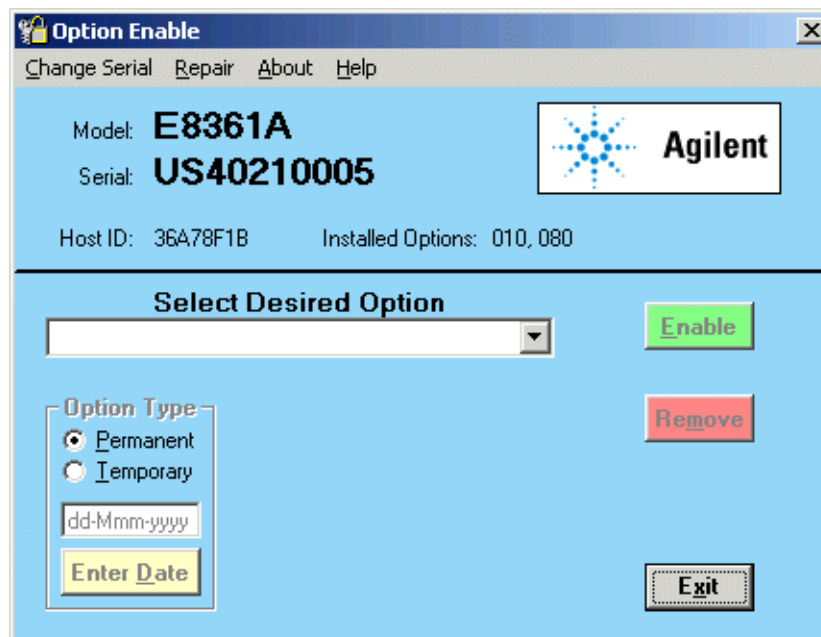 Option Enable
Change Serial Repair About Help
Model: E8361A
Agilent
Serial: US40210005
Host ID: 36A78F1B Installed Options: 010, 080
Select Desired Option
Enable
Option Type
Remove
Permanent
Temporary
dd-Mmm-yyyy
Enter Date
Exit